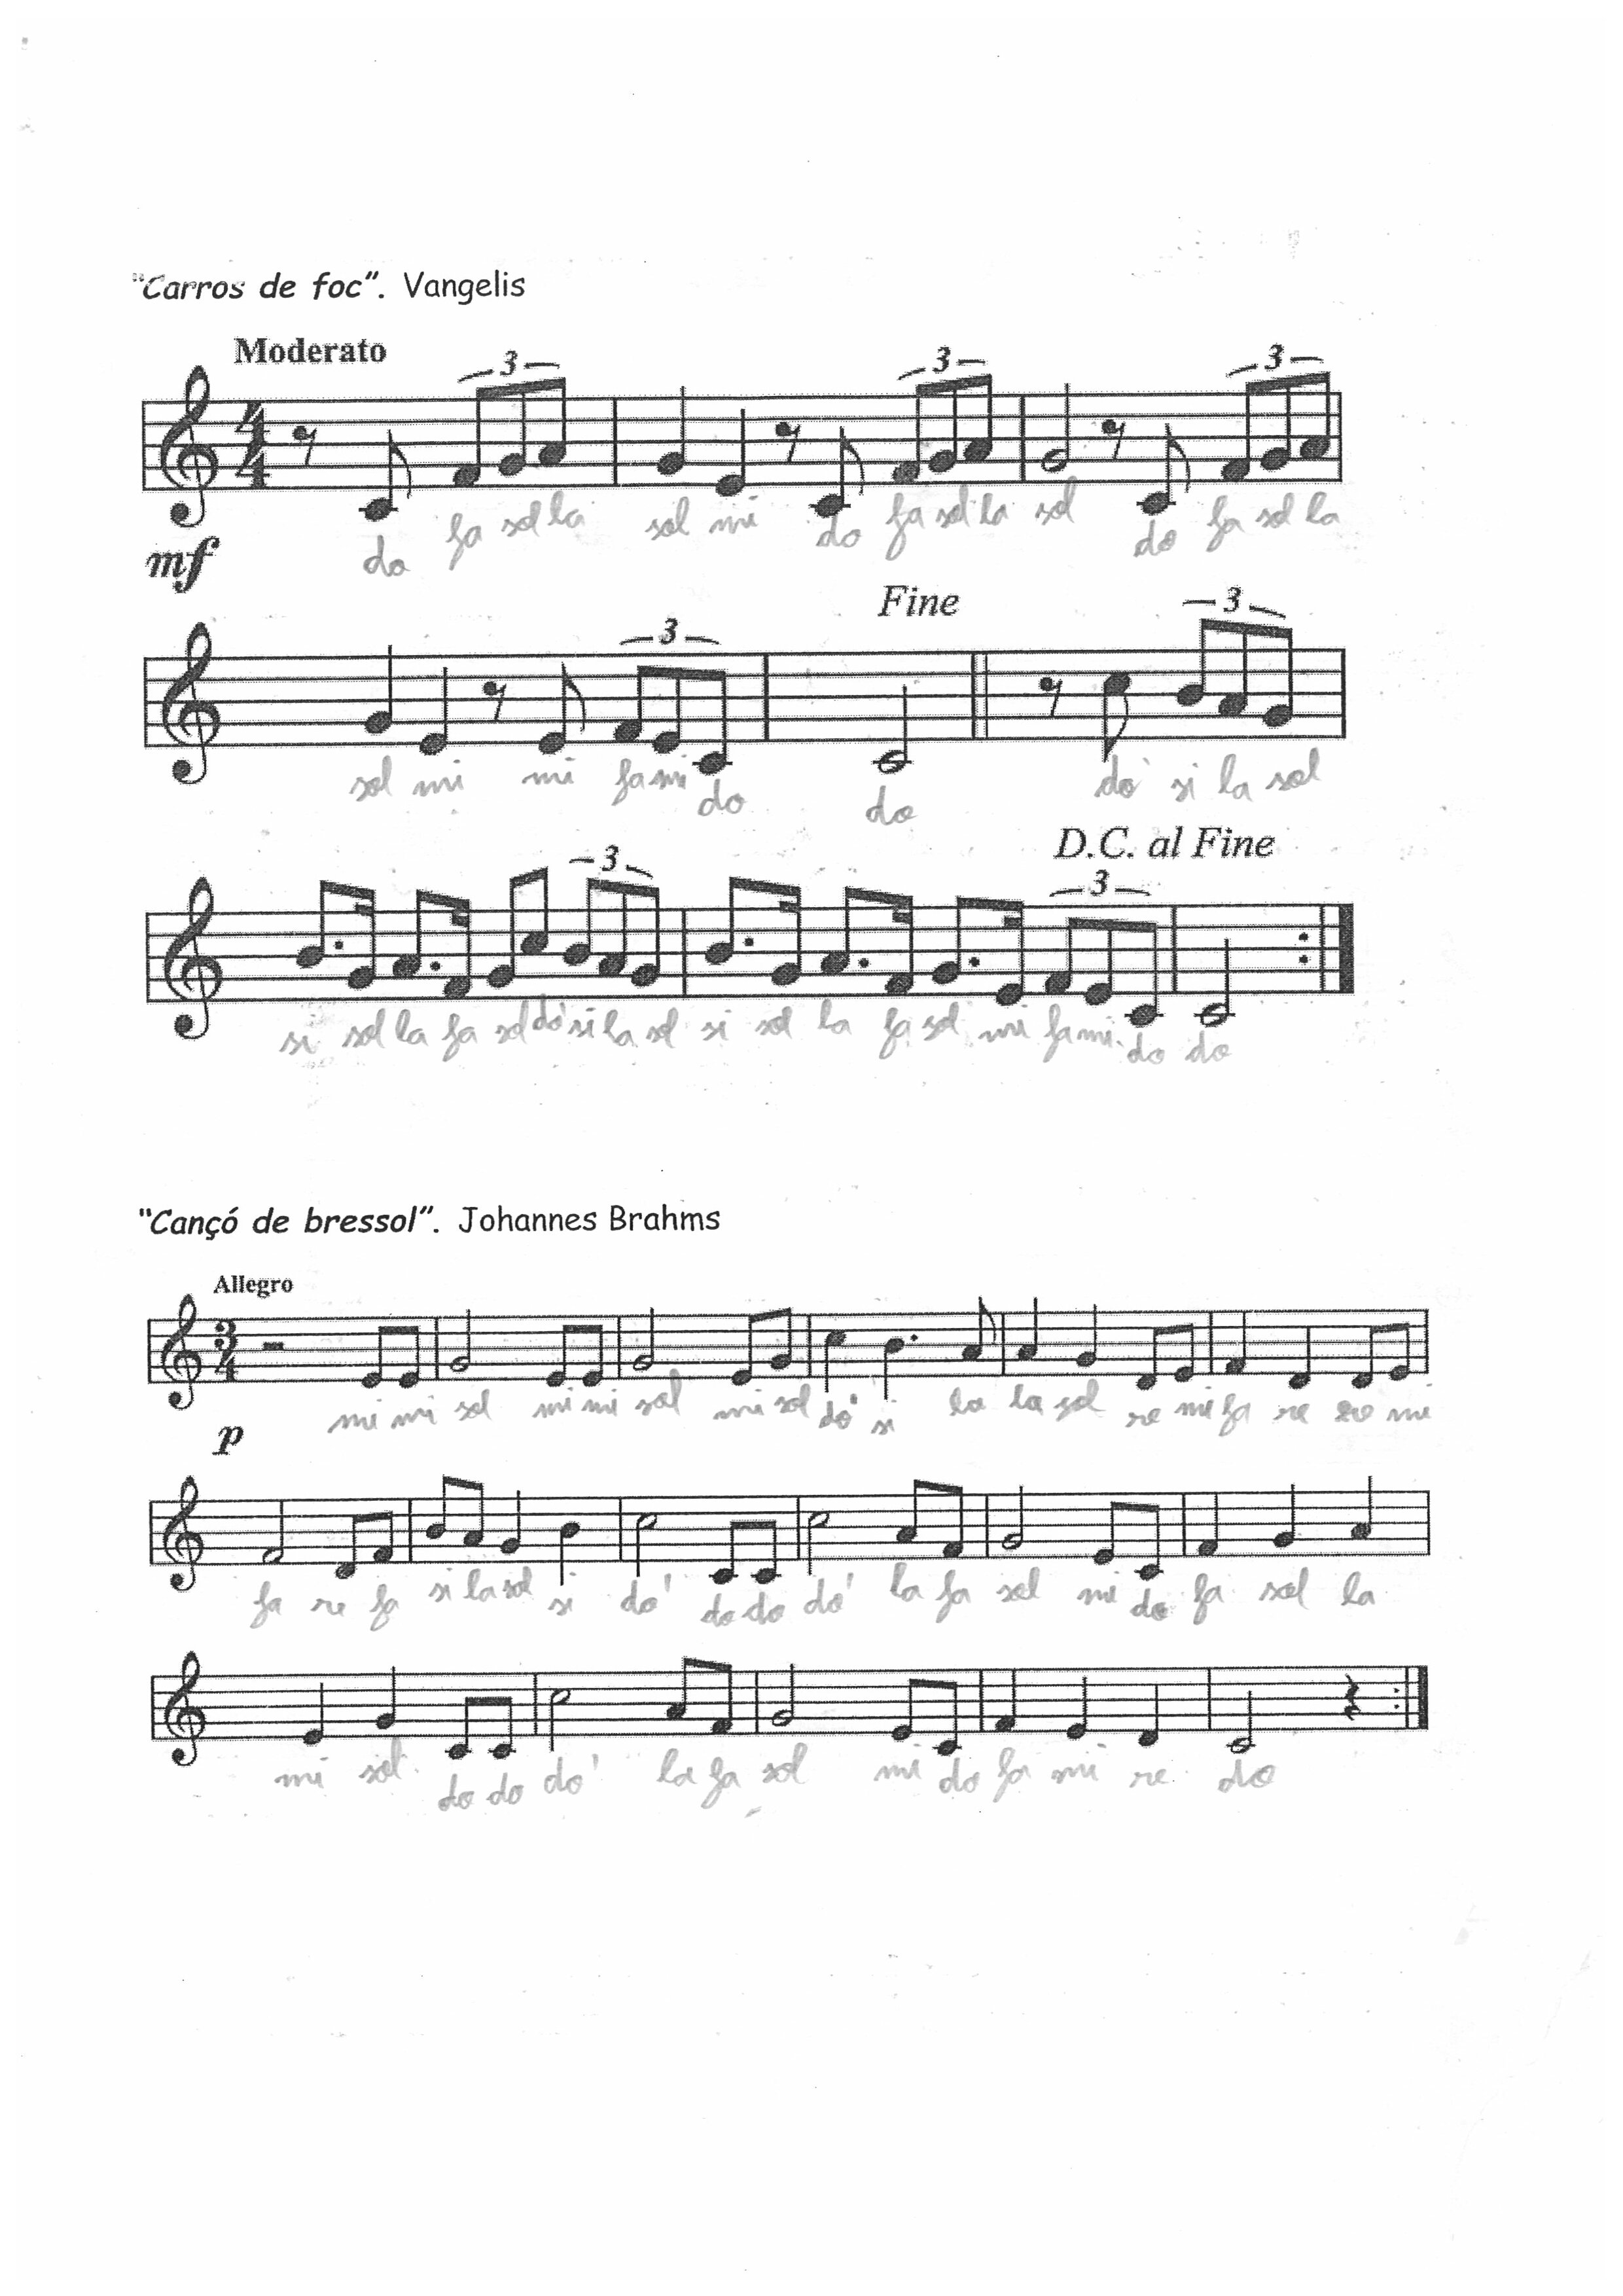 "Carros de foc". Vangelis
Moderato
3 3 3
4
4
do fa sol la sol mi do fa sol la sol do fa sol la
mf
Fine
3 3
sol mi mi fa mi do do do' si la sol
D.C. al Fine
3 3
si sol la fa sol do' si la sol si sol la fa sol mi fa mi do do
"Cançó de bressol". Johannes Brahms
Allegro
3
4
mi mi sol mi mi sol mi sol do' si la la sol re mi fa re re mi
p
fa re fa si la sol si do' do do do' la fa sol mi do fa sol la
mi sol do do do' la fa sol mi do fa mi re do